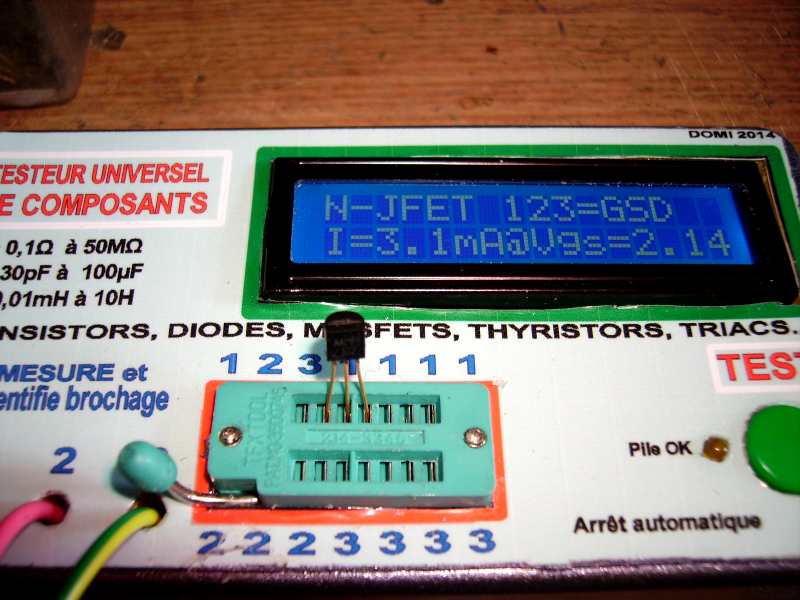 DOMI 2014
TESTEUR UNIVERSEL
E COMPOSANTS
0,1Ω à 50MΩ
30pF à 100µF
0,01mH à 10H
N-JFET 123=GSD
I=3.1mA@Vgs=2.14
NSISTORS, DIODES, MOSFETS, THYRISTORS, TRIACS.
MESURE et
entifie brochage
1 2 3 1 1 1 1
TEST
TEXTOOL
2
Pile OK
Arrêt automatique
2 2 2 3 3 3 3